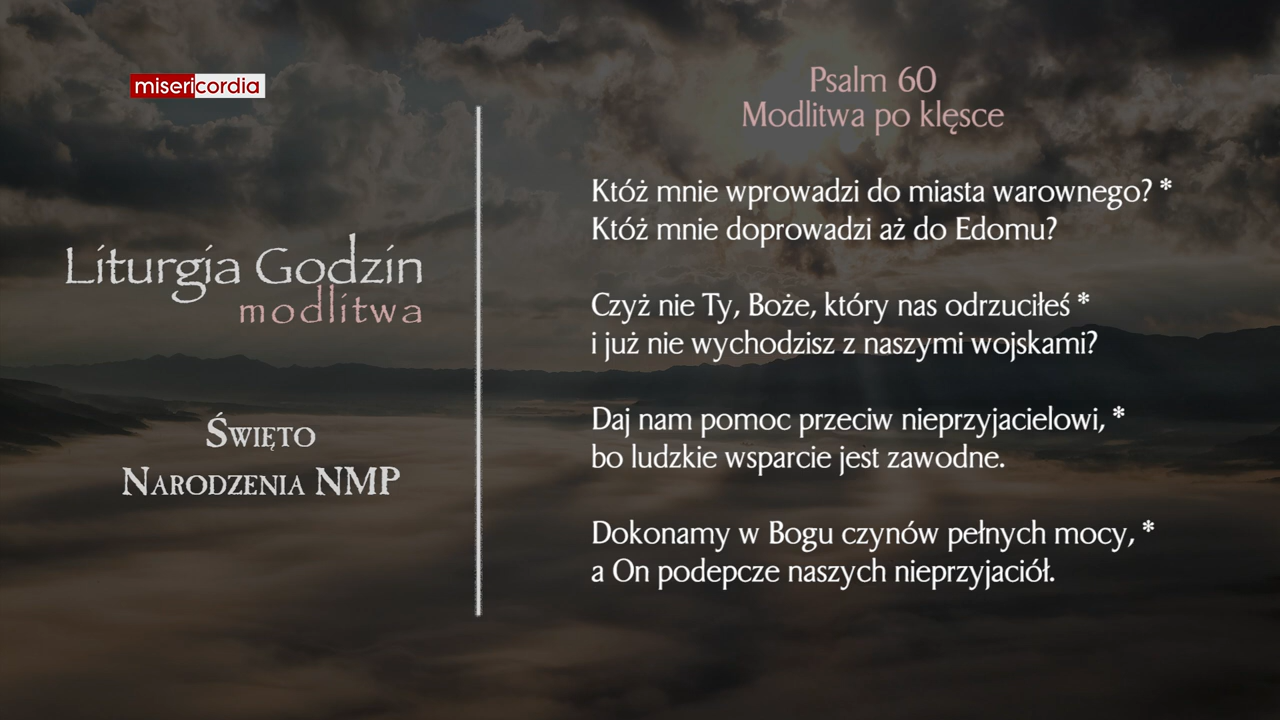 misericordia
Liturgia Godzin
modlitwa
Święto
Narodzenia NMP
Psalm 60
Modlitwa po klęsce
Któż mnie wprowadzi do miasta warownego? *
Któż mnie doprowadzi aż do Edomu?
Czyż nie Ty, Boże, który nas odrzuciłeś *
i już nie wychodzisz z naszymi wojskami?
Daj nam pomoc przeciw nieprzyjacielowi, *
bo ludzkie wsparcie jest zawodne.
Dokonamy w Bogu czynów pełnych mocy, *
a On podepcze naszych nieprzyjaciół.